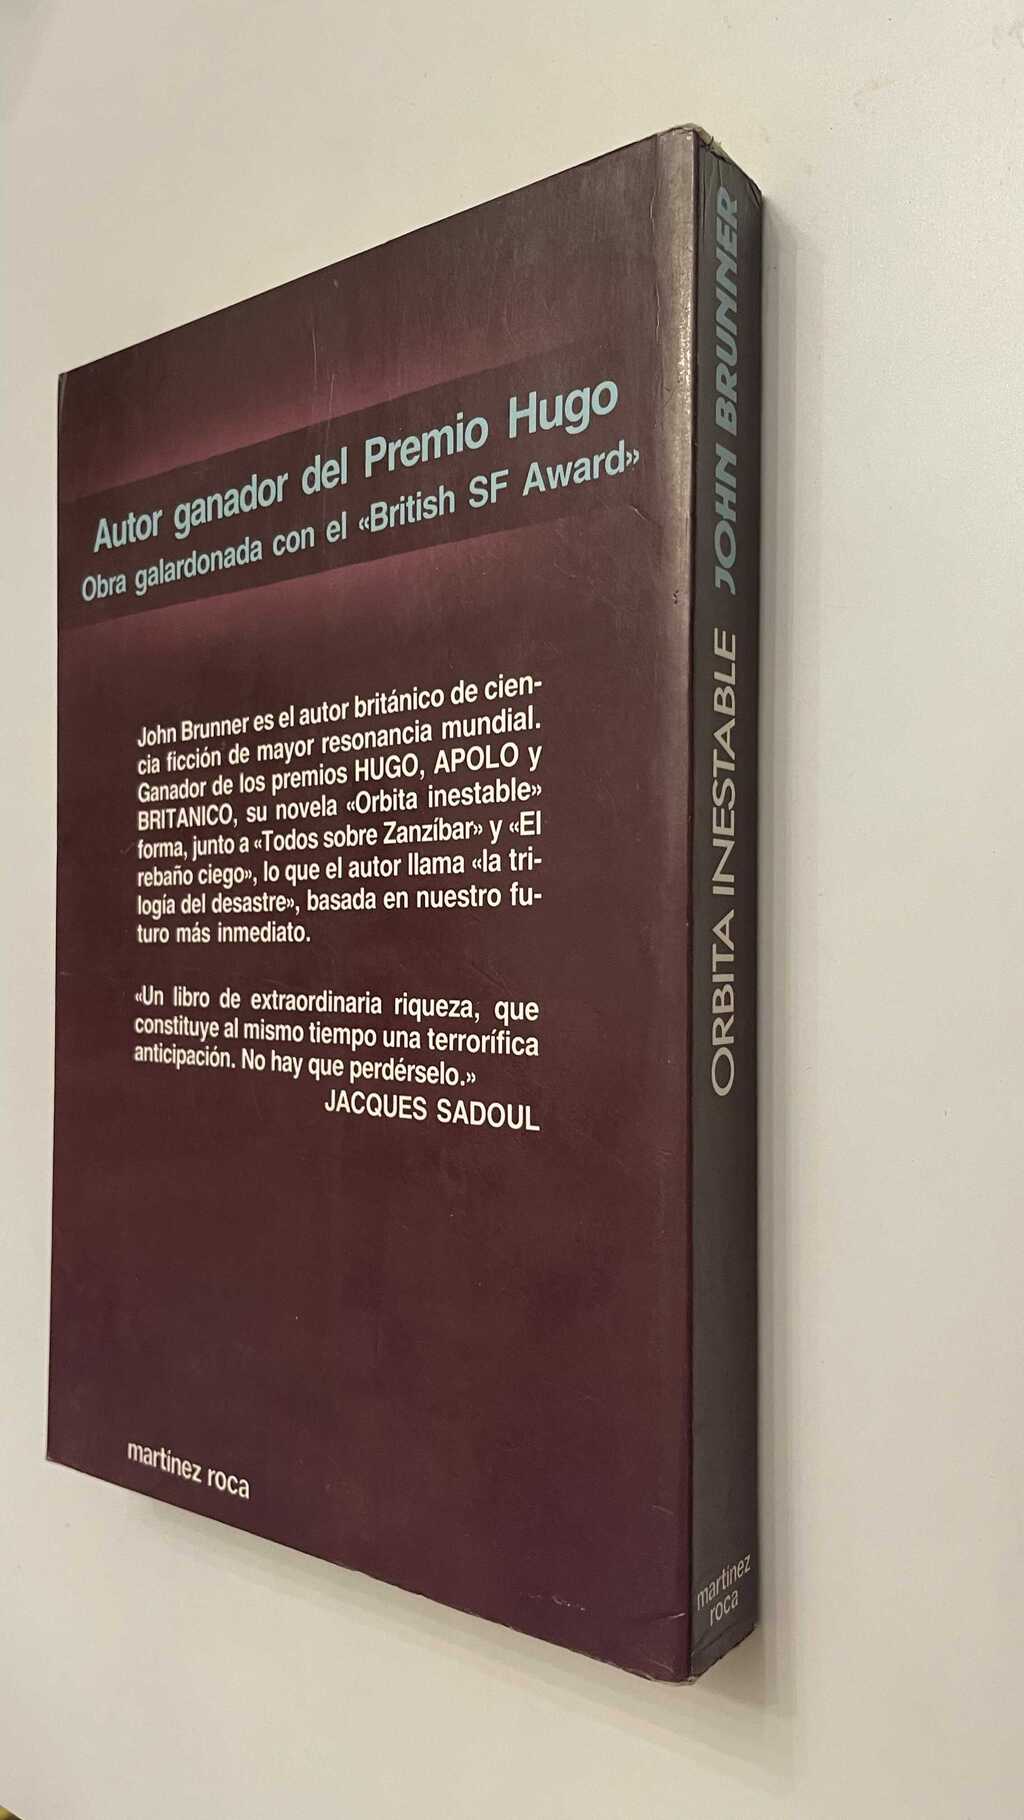 Autor ganador del Premio Hugo
Obra galardonada con el «British SF Award»
John Brunner es el autor británico de cien-
cia ficción de mayor resonancia mundial.
Ganador de los premios HUGO, APOLO y
BRITANICO, su novela «Orbita inestable»
forma, junto a «Todos sobre Zanzíbar» y «El
rebaño ciego», lo que el autor llama «la tri-
logía del desastre», basada en nuestro fu-
turo más inmediato.
«Un libro de extraordinaria riqueza, que
constituye al mismo tiempo una terrorífica
anticipación. No hay que perdérselo.»
JACQUES SADOUL
martínez roca
ORBITA INESTABLE JOHN BRUNNER
martínez
roca